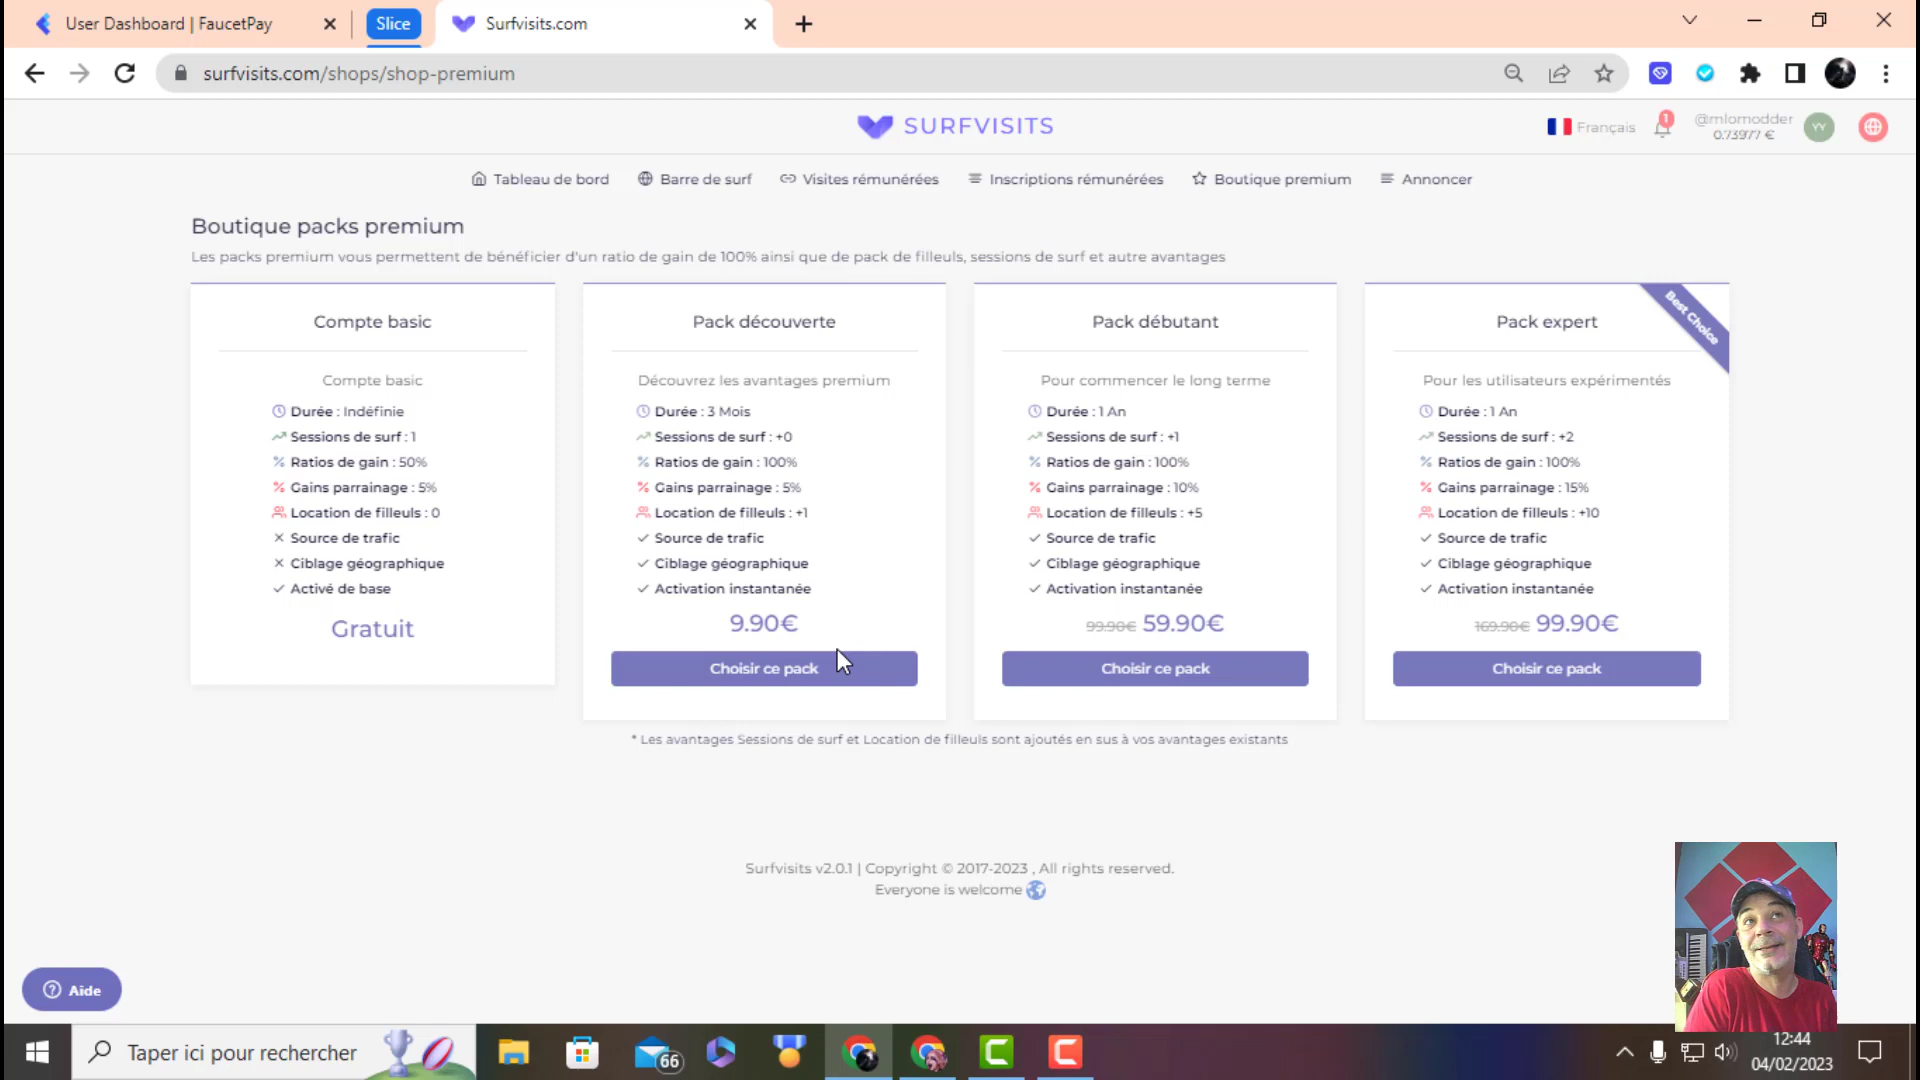 User Dashboard | FaucetPay
Slice
Surfvisits.com
surfvisits.com/shops/shop-premium
SURFVISITS
Français
1
@mlomodder
0.73977 €
YY
Tableau de bord
Barre de surf
Visites rémunérées
Inscriptions rémunérées
Boutique premium
Annoncer
Boutique packs premium
Les packs premium vous permettent de bénéficier d'un ratio de gain de 100% ainsi que de pack de filleuls, sessions de surf et autre avantages
Compte basic
Compte basic
Durée : Indéfinie
Sessions de surf : 1
Ratios de gain : 50%
Gains parrainage : 5%
Location de filleuls : 0
Source de trafic
Ciblage géographique
Activé de base
Gratuit
Pack découverte
Découvrez les avantages premium
Durée : 3 Mois
Sessions de surf : +0
Ratios de gain : 100%
Gains parrainage : 5%
Location de filleuls : +1
Source de trafic
Ciblage géographique
Activation instantanée
9.90€
Choisir ce pack
Pack débutant
Pour commencer le long terme
Durée : 1 An
Sessions de surf : +1
Ratios de gain : 100%
Gains parrainage : 10%
Location de filleuls : +5
Source de trafic
Ciblage géographique
Activation instantanée
99.90€ 59.90€
Choisir ce pack
Best Choice
Pack expert
Pour les utilisateurs expérimentés
Durée : 1 An
Sessions de surf : +2
Ratios de gain : 100%
Gains parrainage : 15%
Location de filleuls : +10
Source de trafic
Ciblage géographique
Activation instantanée
169.90€ 99.90€
Choisir ce pack
* Les avantages Sessions de surf et Location de filleuls sont ajoutés en sus à vos avantages existants
Surfvisits v2.0.1 | Copyright © 2017-2023 , All rights reserved.
Everyone is welcome
Aide
Taper ici pour rechercher
66
12:44
04/02/2023